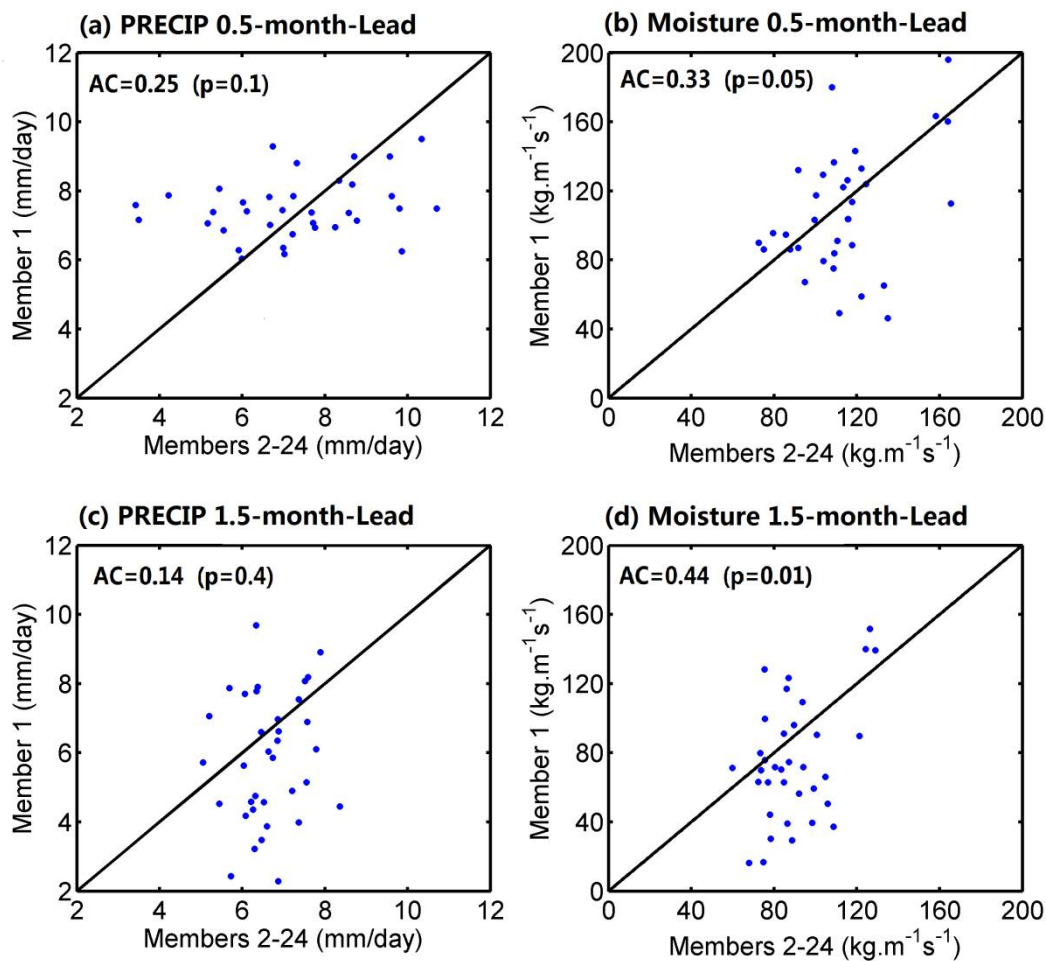 (a) PRECIP 0.5-month-Lead
12
10
8
6
4
2
AC=0.25 (p=0.1)
Member 1 (mm/day)
2 4 6 8 10 12
Members 2-24 (mm/day)
(b) Moisture 0.5-month-Lead
200
160
120
80
40
0
AC=0.33 (p=0.05)
Member 1 (kg.m⁻¹s⁻¹)
0 40 80 120 160 200
Members 2-24 (kg.m⁻¹s⁻¹)
(c) PRECIP 1.5-month-Lead
12
10
8
6
4
2
AC=0.14 (p=0.4)
Member 1 (mm/day)
2 4 6 8 10 12
Members 2-24 (mm/day)
(d) Moisture 1.5-month-Lead
200
160
120
80
40
0
AC=0.44 (p=0.01)
Member 1 (kg.m⁻¹s⁻¹)
0 40 80 120 160 200
Members 2-24 (kg.m⁻¹s⁻¹)